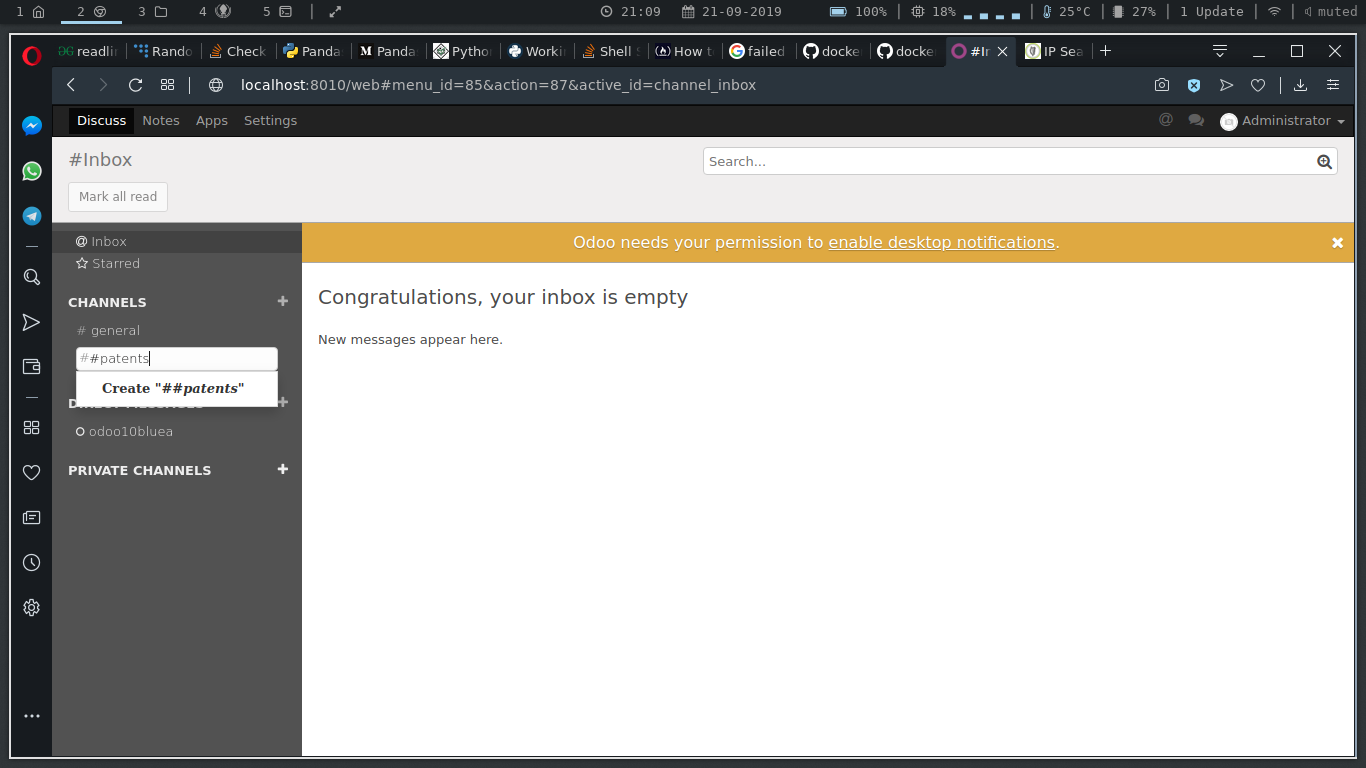 1 2 3 4 5 21:09 21-09-2019 100% 18% 25°C 27% 1 Update muted
readli Rando Check Panda Panda Pytho Worki Shell S How t failed docke docke #Ir IP Sea
localhost:8010/web#menu_id=85&action=87&active_id=channel_inbox
Discuss Notes Apps Settings @ Administrator
#Inbox
Search...
Mark all read
@ Inbox
Odoo needs your permission to enable desktop notifications.
Starred
CHANNELS
Congratulations, your inbox is empty
# general
New messages appear here.
##patents
Create "##patents"
odoo10bluea
PRIVATE CHANNELS